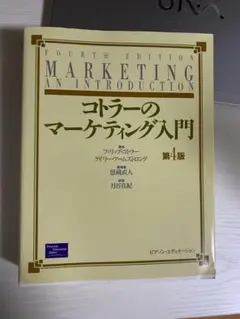 FOURTH EDITION
MARKETING
AN INTRODUCTION
コトラーの
マーケティング入門
第4版
フィリップ・コトラー
ゲイリー・アームストロング
恩藏直人
月谷真紀
ピアソン・エデュケーション